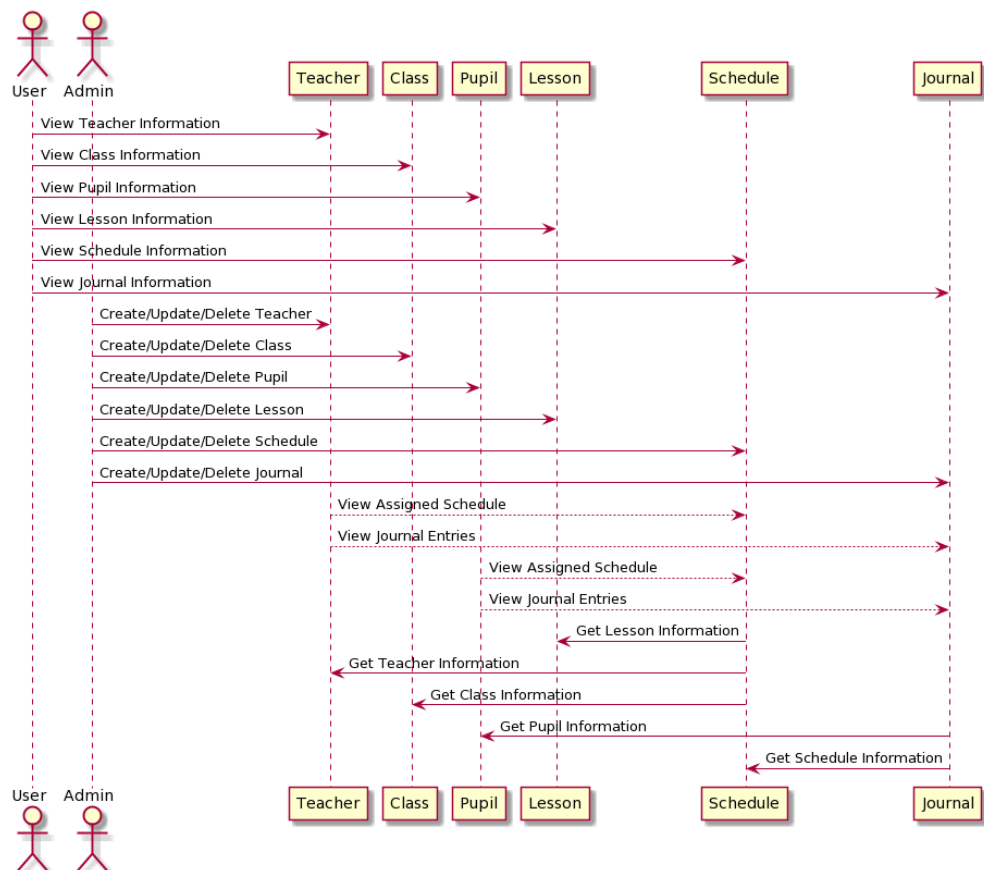 User Admin Teacher Class Pupil Lesson Schedule Journal
View Teacher Information
View Class Information
View Pupil Information
View Lesson Information
View Schedule Information
View Journal Information
Create/Update/Delete Teacher
Create/Update/Delete Class
Create/Update/Delete Pupil
Create/Update/Delete Lesson
Create/Update/Delete Schedule
Create/Update/Delete Journal
View Assigned Schedule
View Journal Entries
View Assigned Schedule
View Journal Entries
Get Lesson Information
Get Teacher Information
Get Class Information
Get Pupil Information
Get Schedule Information
User Admin Teacher Class Pupil Lesson Schedule Journal